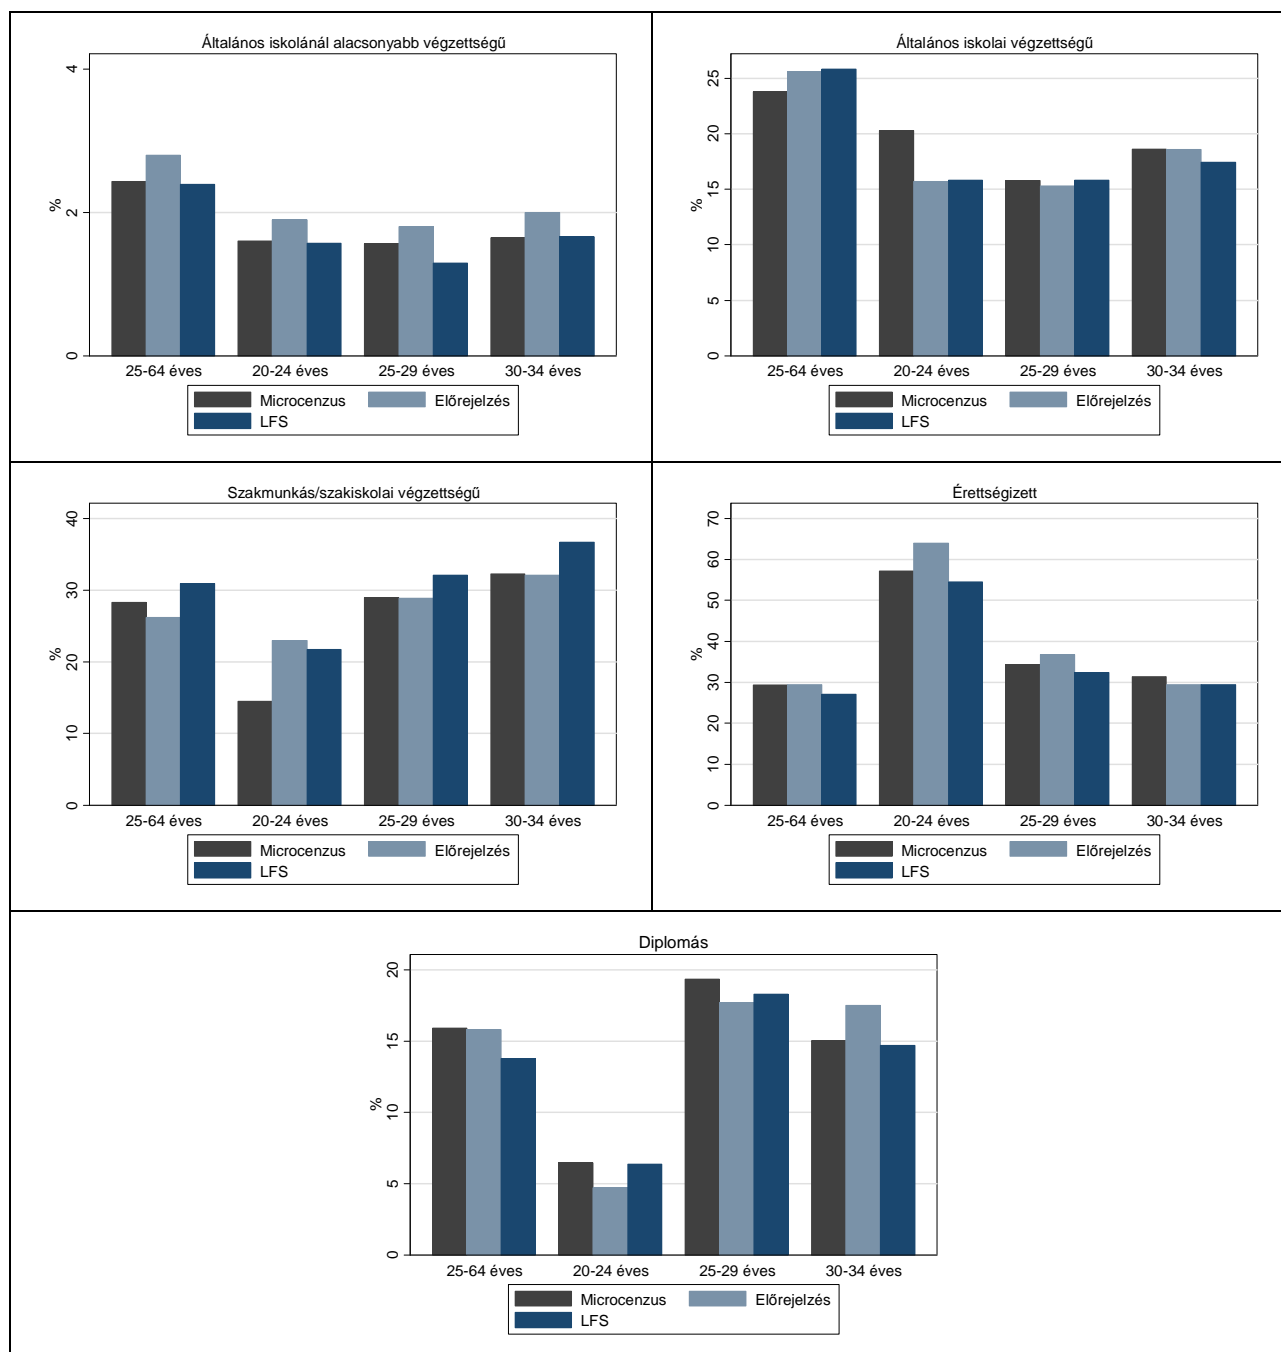 Általános iskolánál alacsonyabb végzettségű
%
4
2
0
25-64 éves 20-24 éves 25-29 éves 30-34 éves
Microcenzus Előrejelzés
LFS
Általános iskolai végzettségű
%
25
20
15
10
5
0
25-64 éves 20-24 éves 25-29 éves 30-34 éves
Microcenzus Előrejelzés
LFS
Szakmunkás/szakiskolai végzettségű
%
40
30
20
10
0
25-64 éves 20-24 éves 25-29 éves 30-34 éves
Microcenzus Előrejelzés
LFS
Érettségizett
%
70
60
50
40
30
20
10
0
25-64 éves 20-24 éves 25-29 éves 30-34 éves
Microcenzus Előrejelzés
LFS
Diplomás
%
20
15
10
5
0
25-64 éves 20-24 éves 25-29 éves 30-34 éves
Microcenzus Előrejelzés
LFS